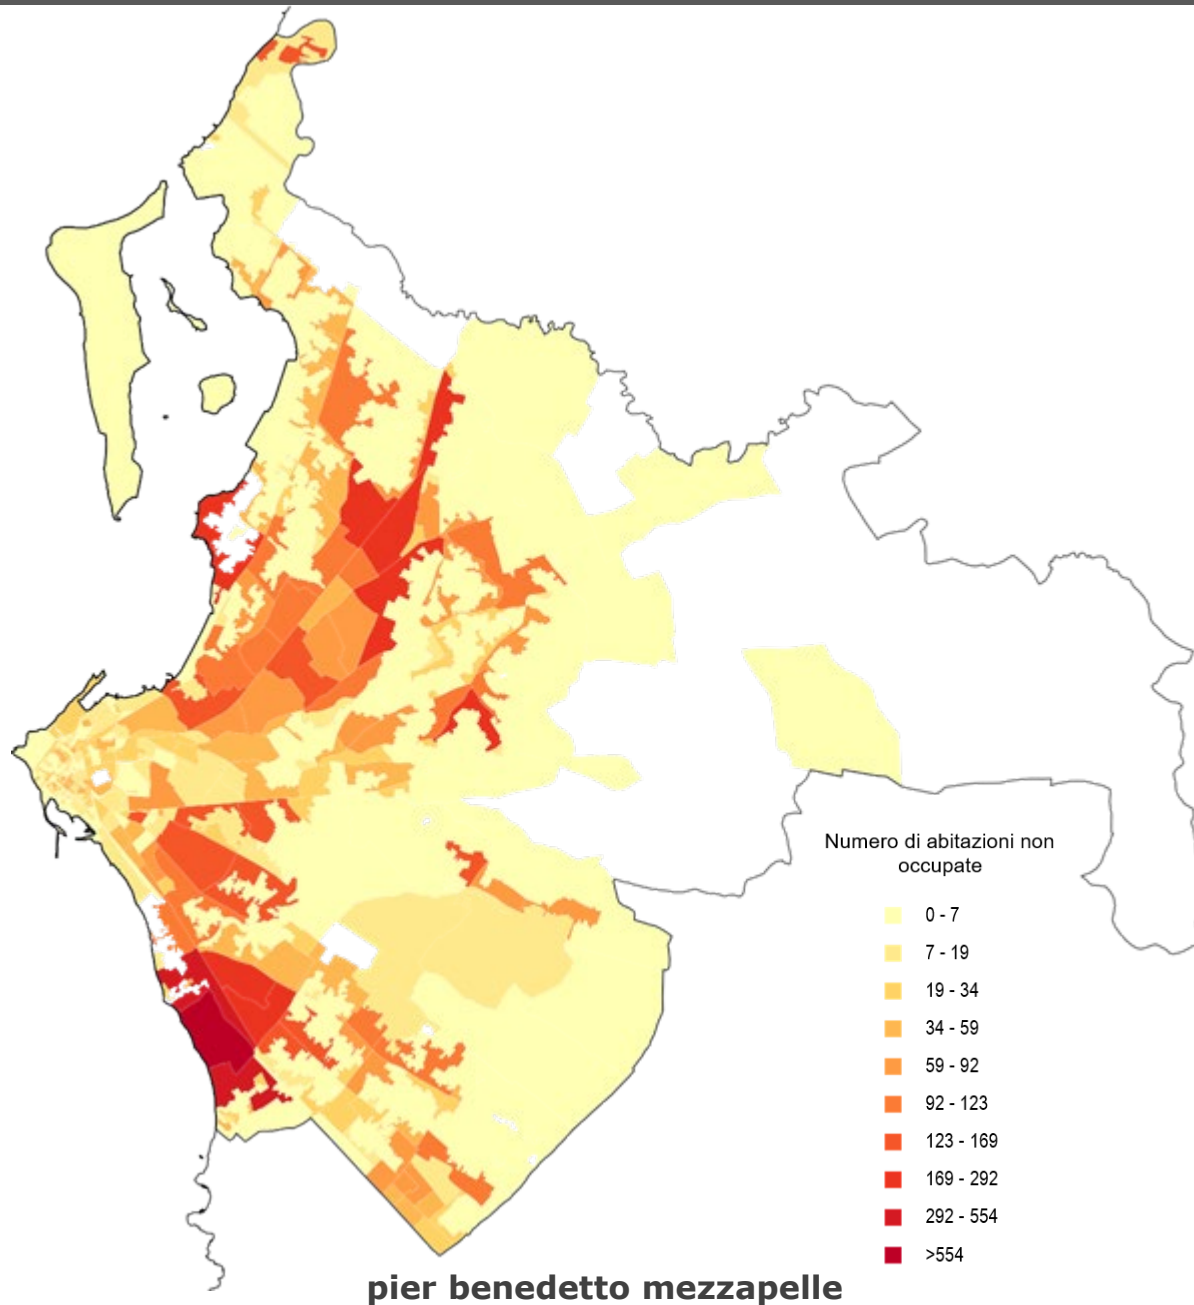 Numero di abitazioni non
occupate
0 - 7
7 - 19
19 - 34
34 - 59
59 - 92
92 - 123
123 - 169
169 - 292
292 - 554
>554
pier benedetto mezzapelle